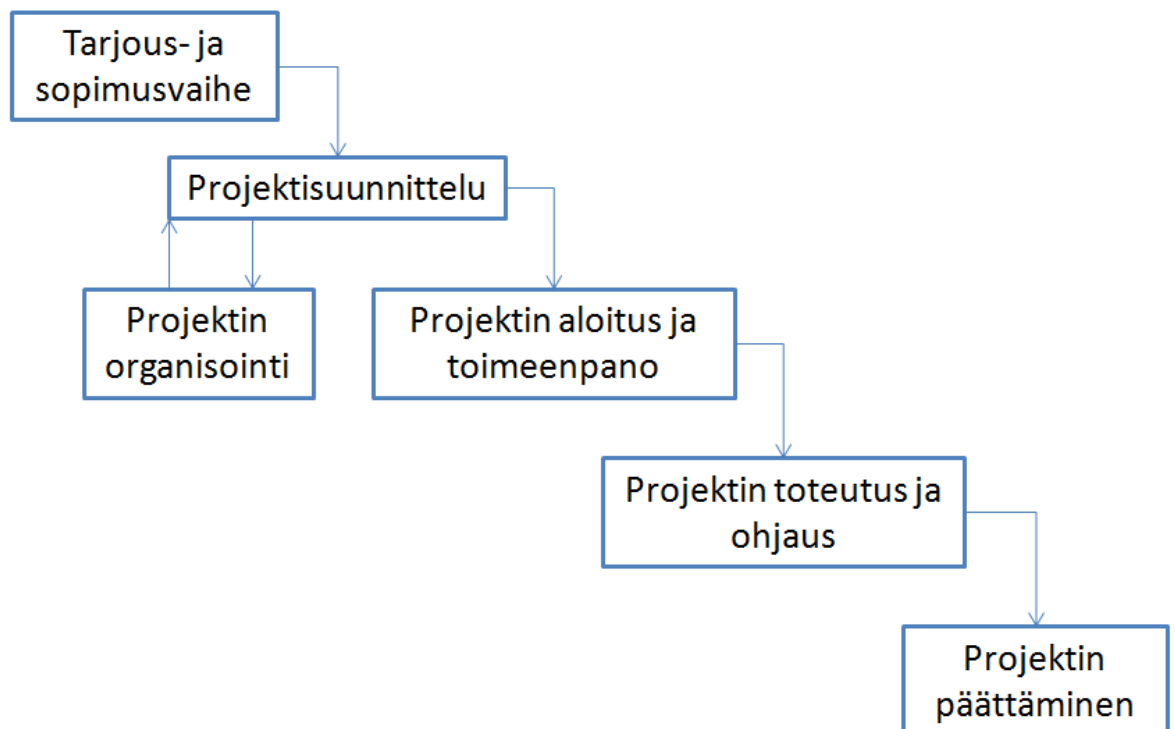 Tarjous- ja
sopimusvaihe
Projektisuunnittelu
Projektin
organisointi
Projektin aloitus ja
toimeenpano
Projektin toteutus ja
ohjaus
Projektin
päättäminen